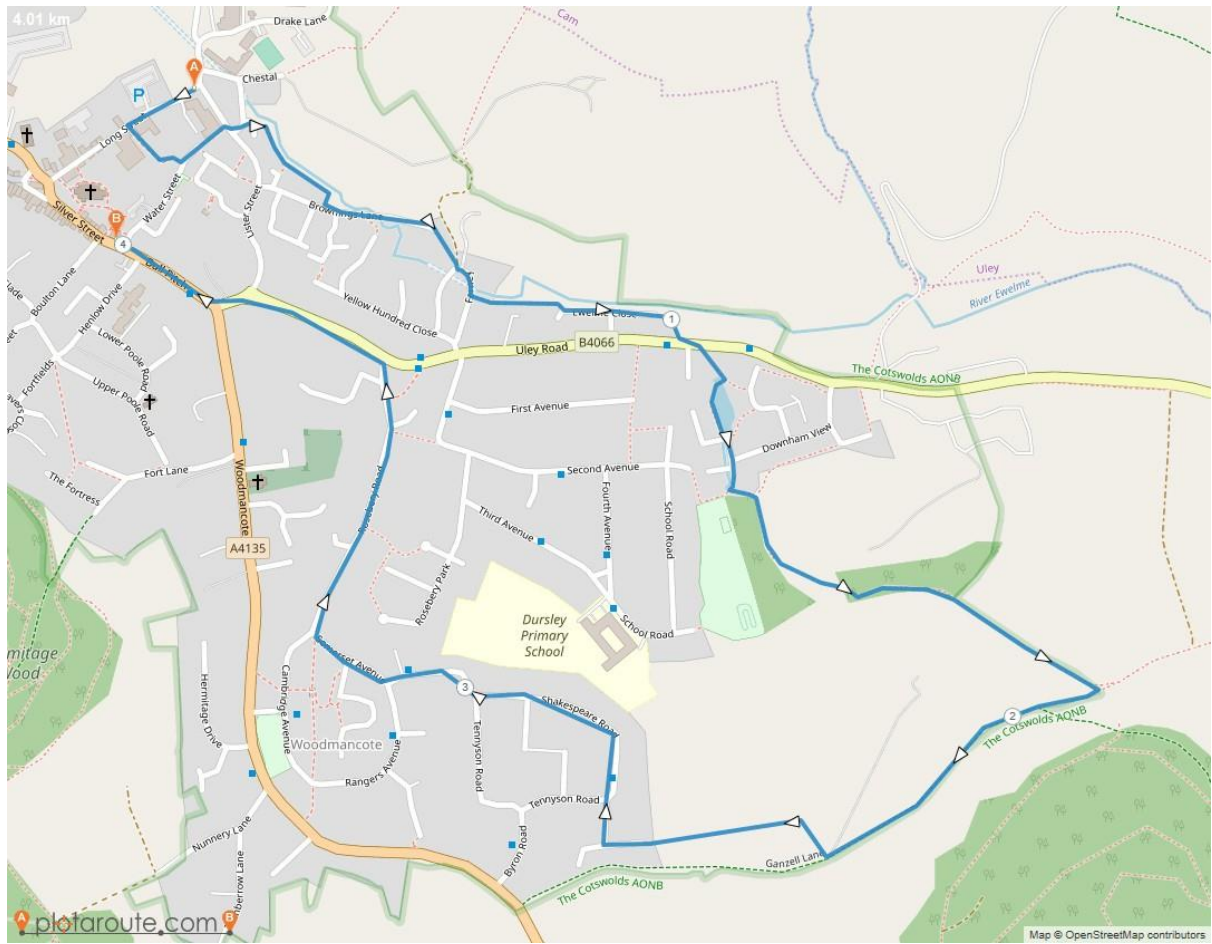 4.01 km
Drake Lane
Cam
A
Chestal
P
Long Street
Water Street
Lister Street
Brownings Lane
B
Silver Street
4
Bull Pitch
Boulton Lane
Henlow Drive
Yellow Hundred Close
Uley
River Ewelme
Ewelme Close
1
Lower Poole Road
Uley Road
B4066
The Cotswolds AONB
Fortfields
Upper Poole Road
First Avenue
Downham View
Fort Lane
The Fortress
Woodmancote
Second Avenue
Rosebery Road
Third Avenue
Fourth Avenue
School Road
A4135
Rosebery Park
Dursley
Primary
School
School Road
Somerset Avenue
Hermitage Drive
Cambridge Avenue
3
Shakespeare Road
2
The Cotswolds AONB
Woodmancote
Tennyson Road
Rangers Avenue
Tennyson Road
Nunnery Lane
Byron Road
Ganzell Lane
The Cotswolds AONB
A plotaroute.com B
Map © OpenStreetMap contributors